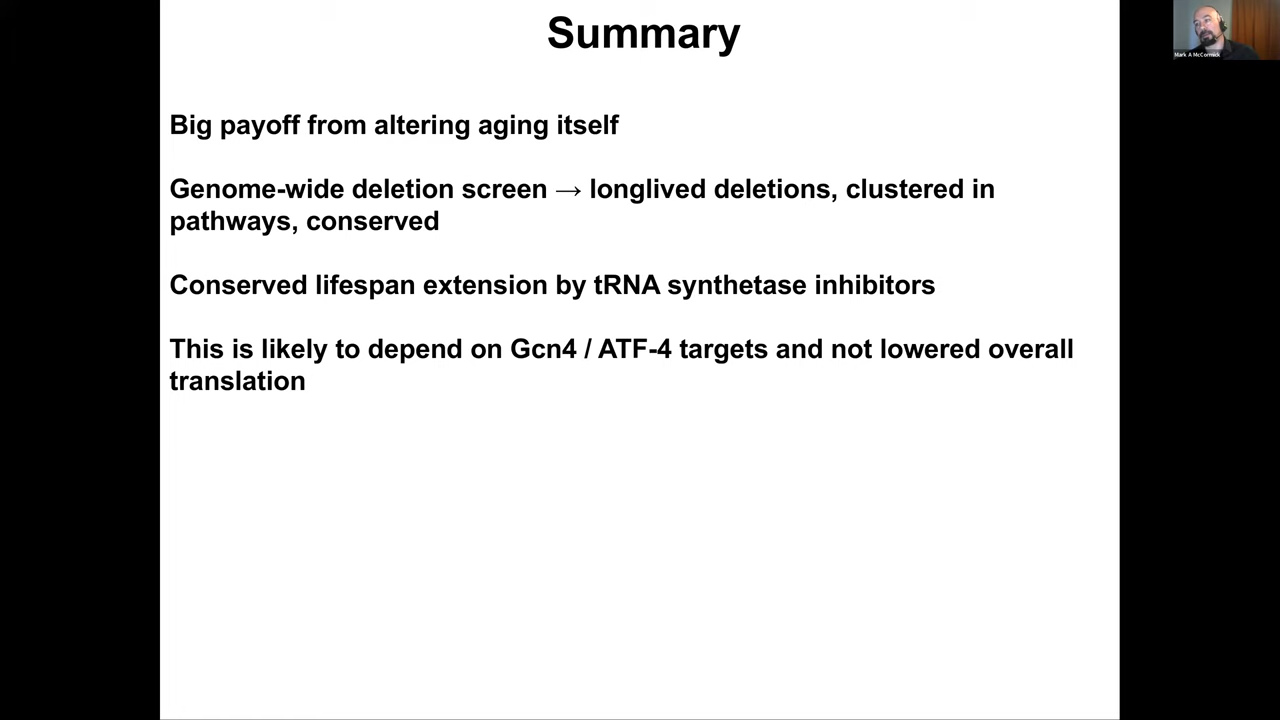 Summary
Mark A McCormick
Big payoff from altering aging itself
Genome-wide deletion screen → longlived deletions, clustered in
pathways, conserved
Conserved lifespan extension by tRNA synthetase inhibitors
This is likely to depend on Gcn4 / ATF-4 targets and not lowered overall
translation